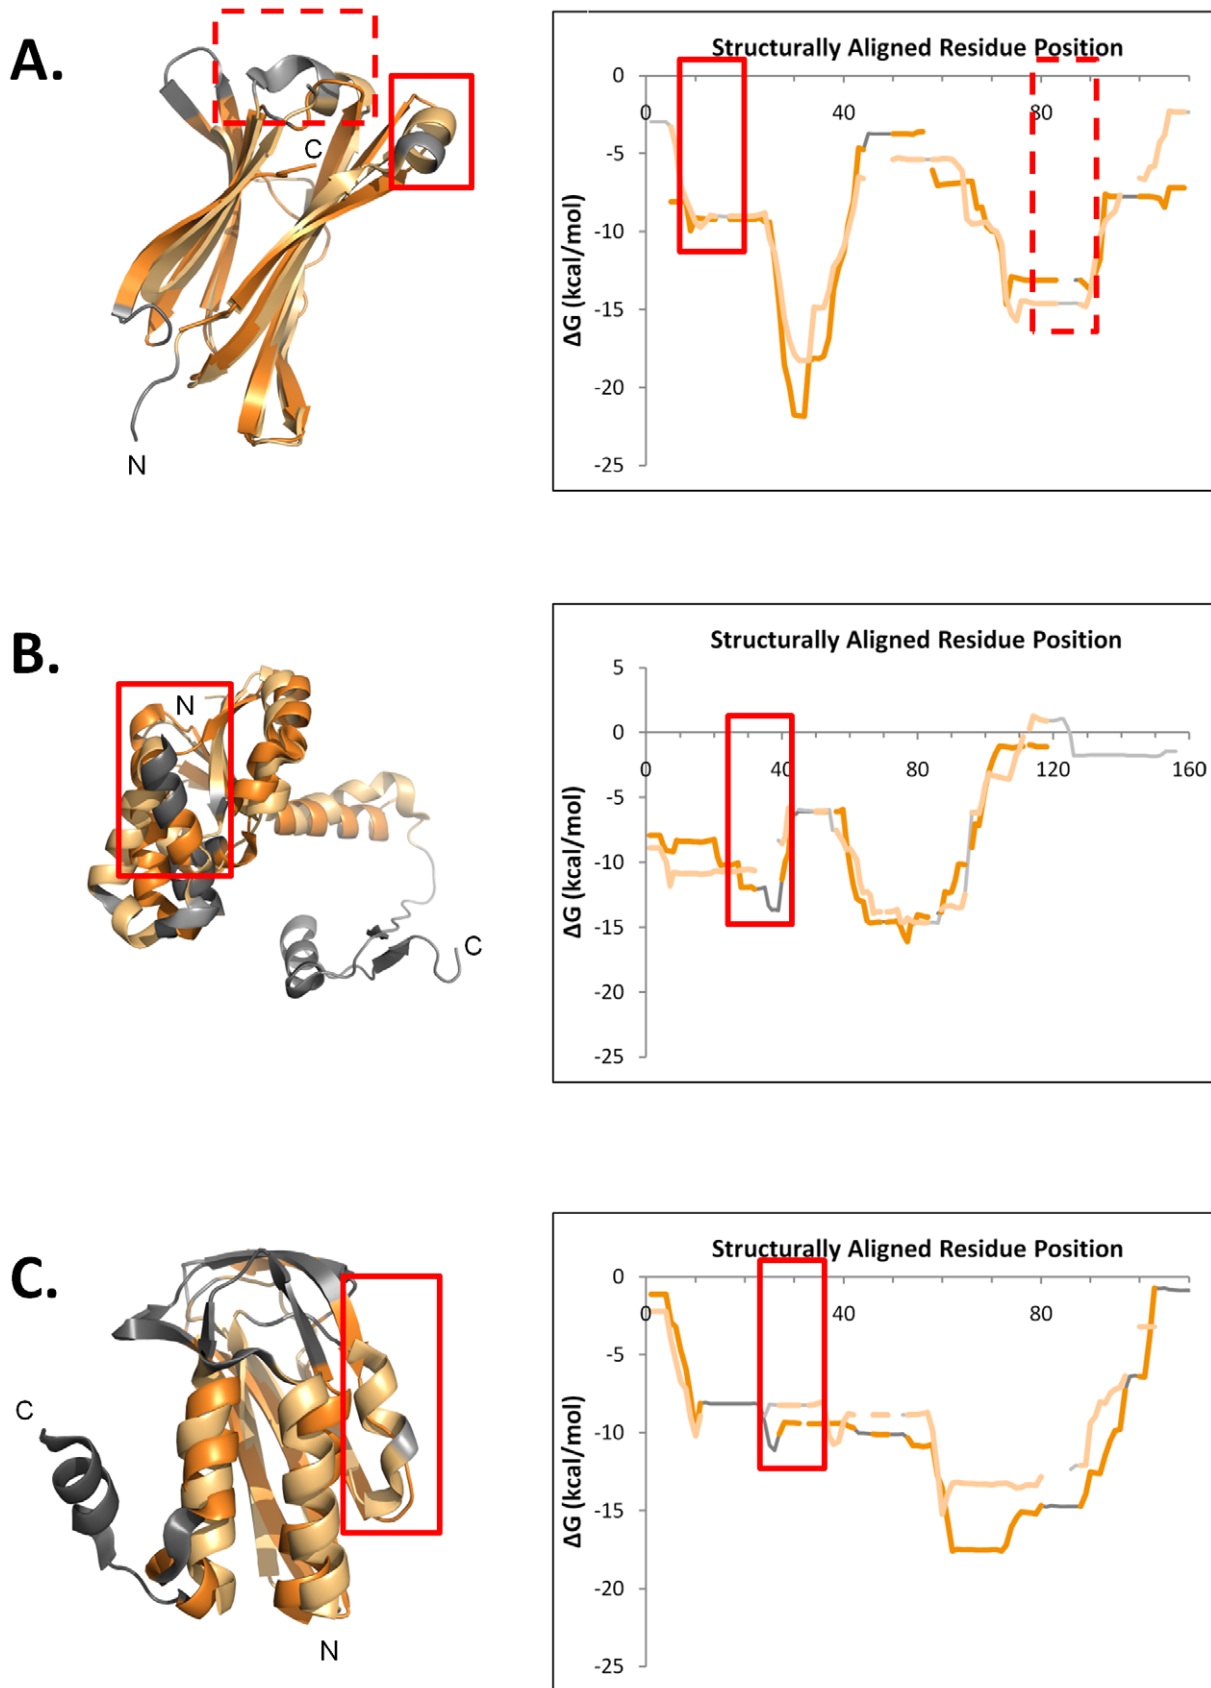 A.
C
N
Structurally Aligned Residue Position
0
0 40 80
-5
-10
-15
-20
-25
ΔG (kcal/mol)
B.
N
C
Structurally Aligned Residue Position
5
0
0 40 80 120 160
-5
-10
-15
-20
-25
ΔG (kcal/mol)
C.
C
N
Structurally Aligned Residue Position
0
0 40 80
-5
-10
-15
-20
-25
ΔG (kcal/mol)